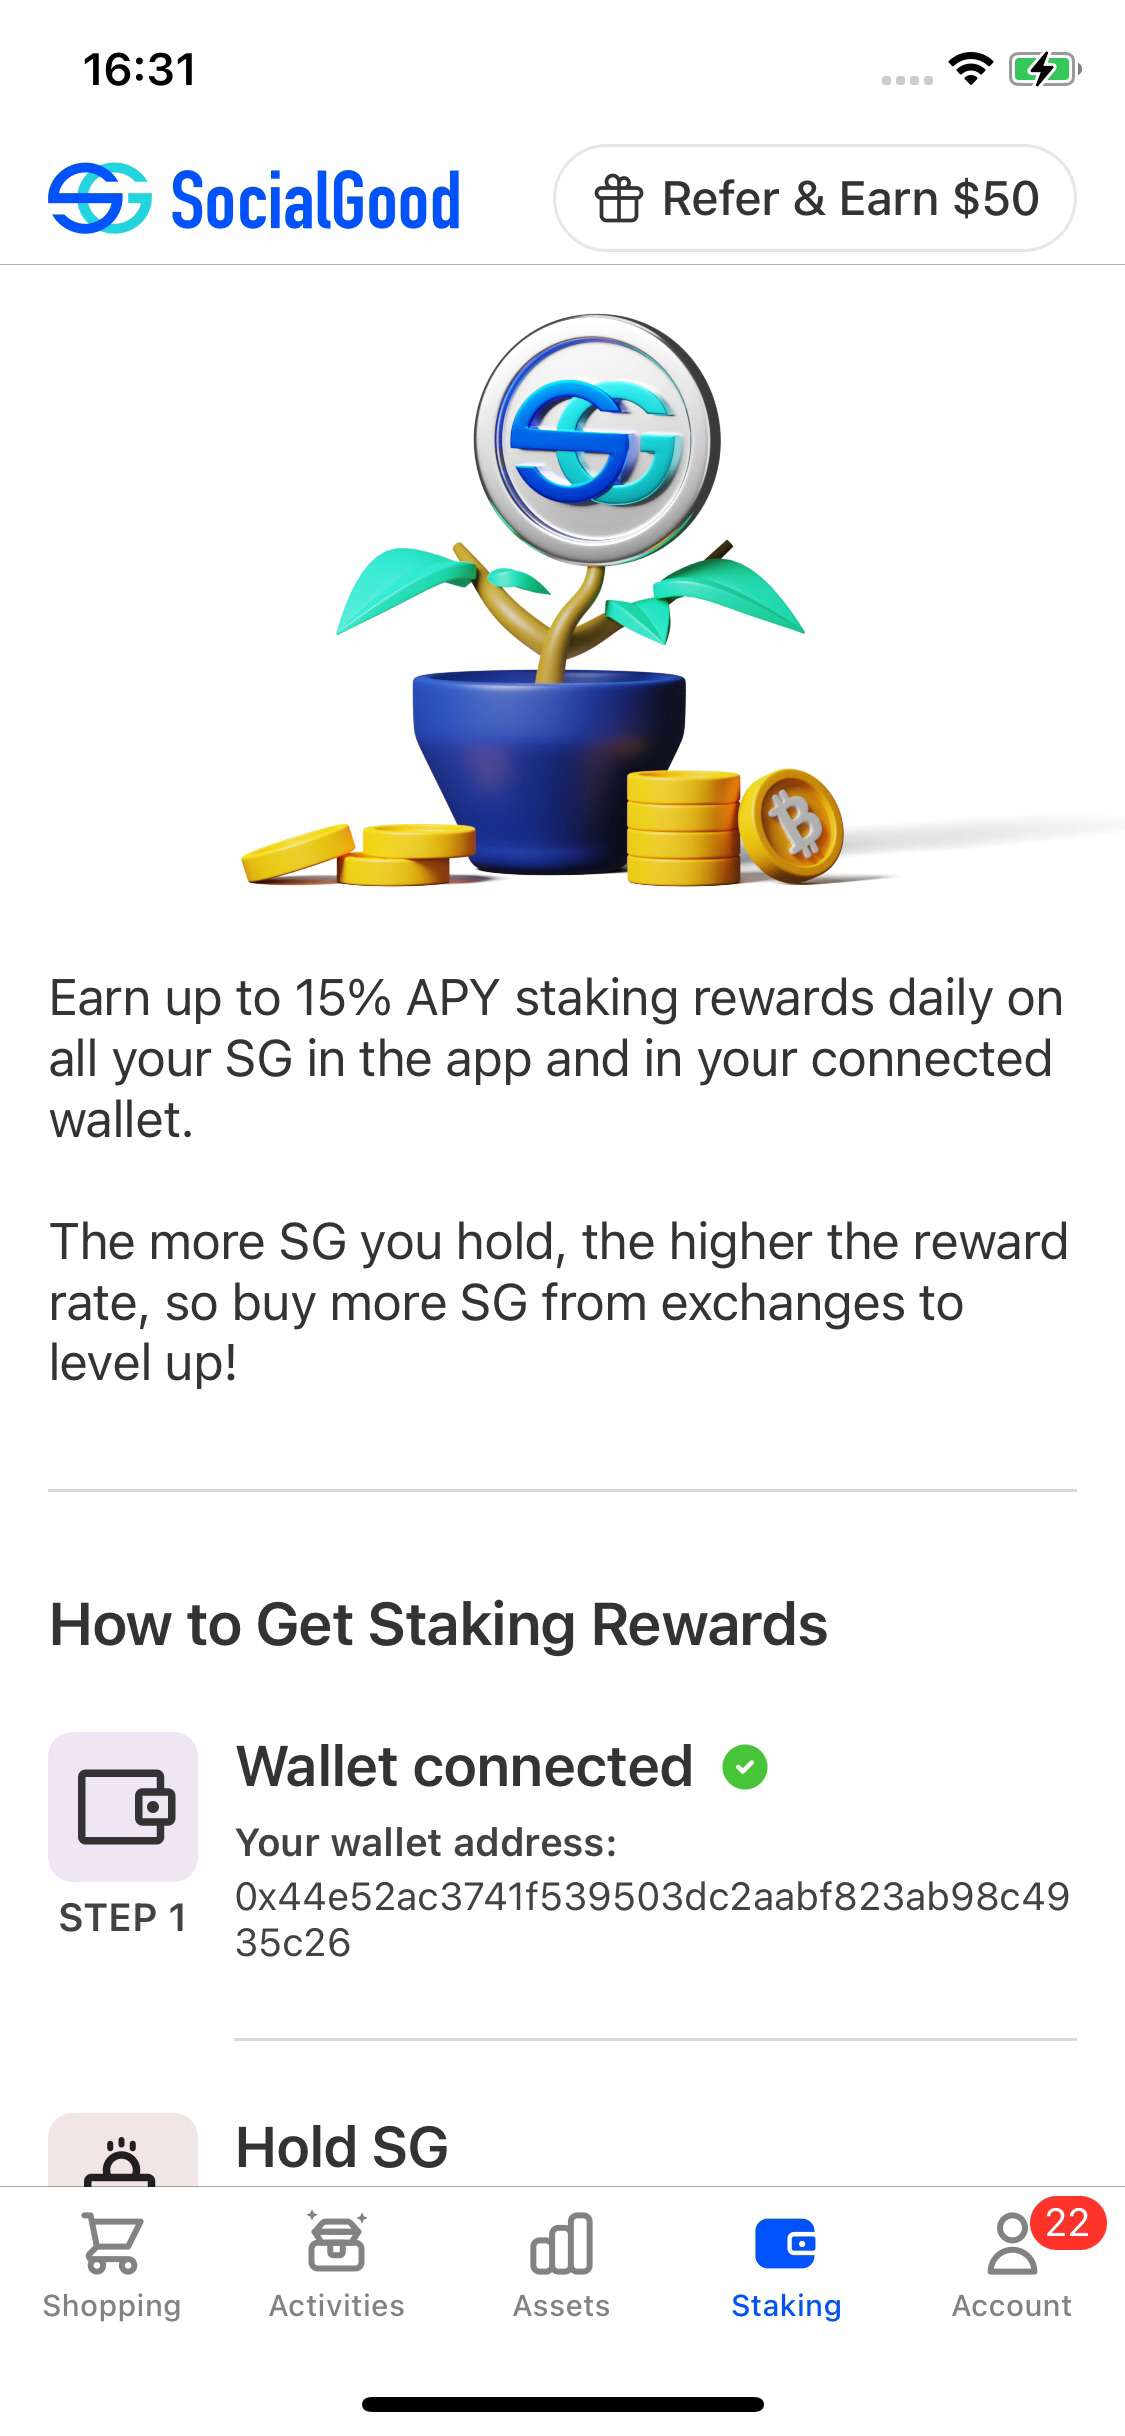 16:31
SocialGood
Refer & Earn $50
Earn up to 15% APY staking rewards daily on
all your SG in the app and in your connected
wallet.
The more SG you hold, the higher the reward
rate, so buy more SG from exchanges to
level up!
How to Get Staking Rewards
Wallet connected
Your wallet address:
0x44e52ac3741f539503dc2aabf823ab98c49
35c26
STEP 1
Hold SG
22
Shopping
Activities
Assets
Staking
Account